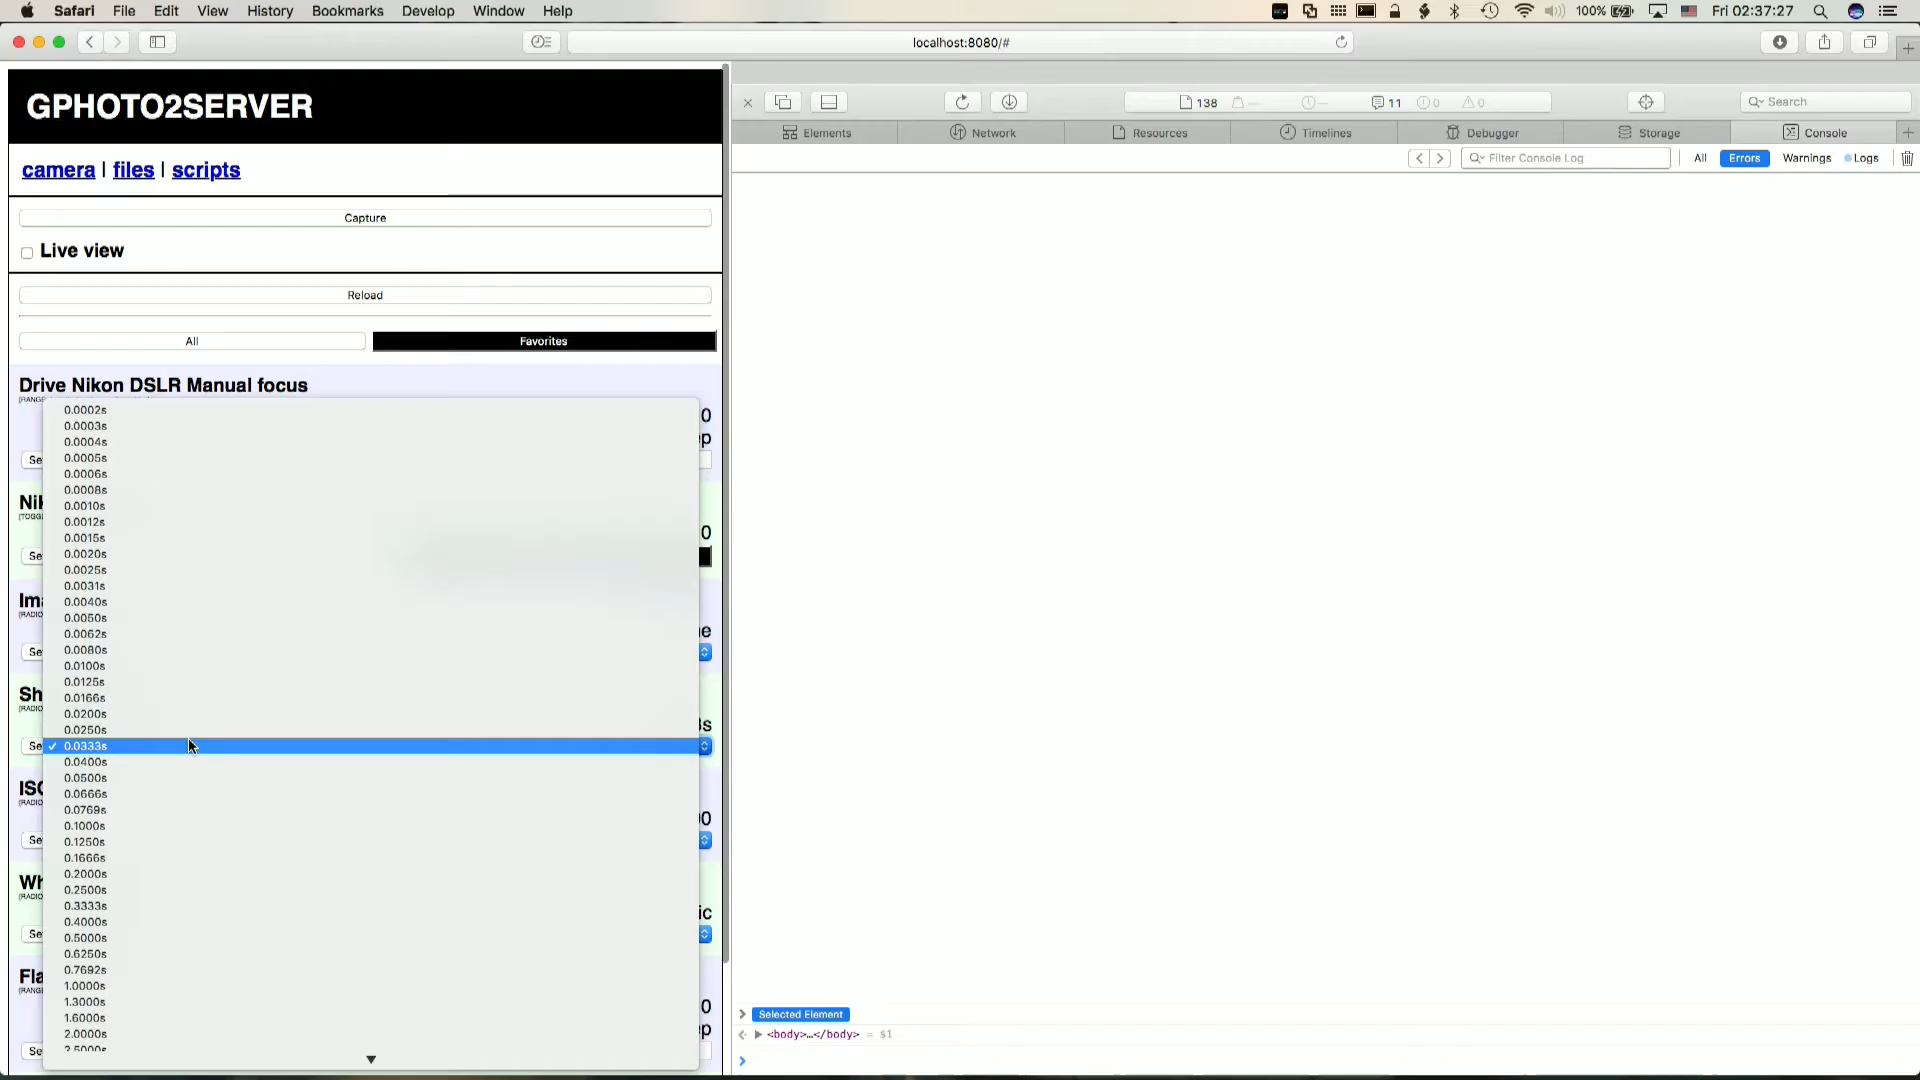 Safari File Edit View History Bookmarks Develop Window Help 100% Fri 02:37:27
localhost:8080/#
GPHOTO2SERVER
camera | files | scripts
Capture
Live view
Reload
All Favorites
Drive Nikon DSLR Manual focus
0.0002s
0.0003s
0.0004s
0.0005s
0.0006s
0.0008s
0.0010s
0.0012s
0.0015s
0.0020s
0.0025s
0.0031s
0.0040s
0.0050s
0.0062s
0.0080s
0.0100s
0.0125s
0.0166s
0.0200s
0.0250s
✓ 0.0333s
0.0400s
0.0500s
0.0666s
0.0769s
0.1000s
0.1250s
0.1666s
0.2000s
0.2500s
0.3333s
0.4000s
0.5000s
0.6250s
0.7692s
1.0000s
1.3000s
1.6000s
2.0000s
2.5000s
138 11 0 0 Search
Elements Network Resources Timelines Debugger Storage Console
Filter Console Log All Errors Warnings Logs
Selected Element
<body>…</body> = $1